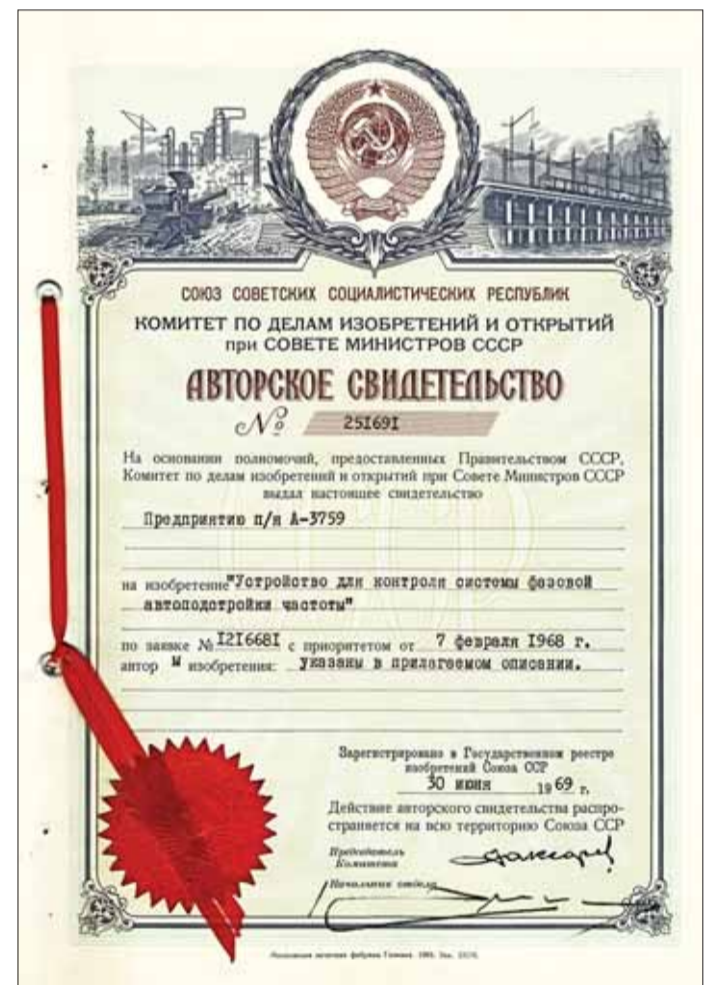 СОЮЗ СОВЕТСКИХ СОЦИАЛИСТИЧЕСКИХ РЕСПУБЛИК
КОМИТЕТ ПО ДЕЛАМ ИЗОБРЕТЕНИЙ И ОТКРЫТИЙ
при СОВЕТЕ МИНИСТРОВ СССР
АВТОРСКОЕ СВИДЕТЕЛЬСТВО
№ 25I69I
На основании полномочий, предоставленных Правительством СССР,
Комитет по делам изобретений и открытий при Совете Министров СССР
выдал настоящее свидетельство
Предприятию п/я А-3759
на изобретение "Устройство для контроля системы фазовой
автоподстройки частоты"
по заявке № I2I668I с приоритетом от 7 февраля I968 г.
автор ы изобретения: указаны в прилагаемом описании.
Зарегистрировано в Государственном реестре
изобретений Союза ССР
30 июня 1969 г.
Действие авторского свидетельства распро-
страняется на всю территорию Союза ССР
Председатель
Комитета
Начальник отдела